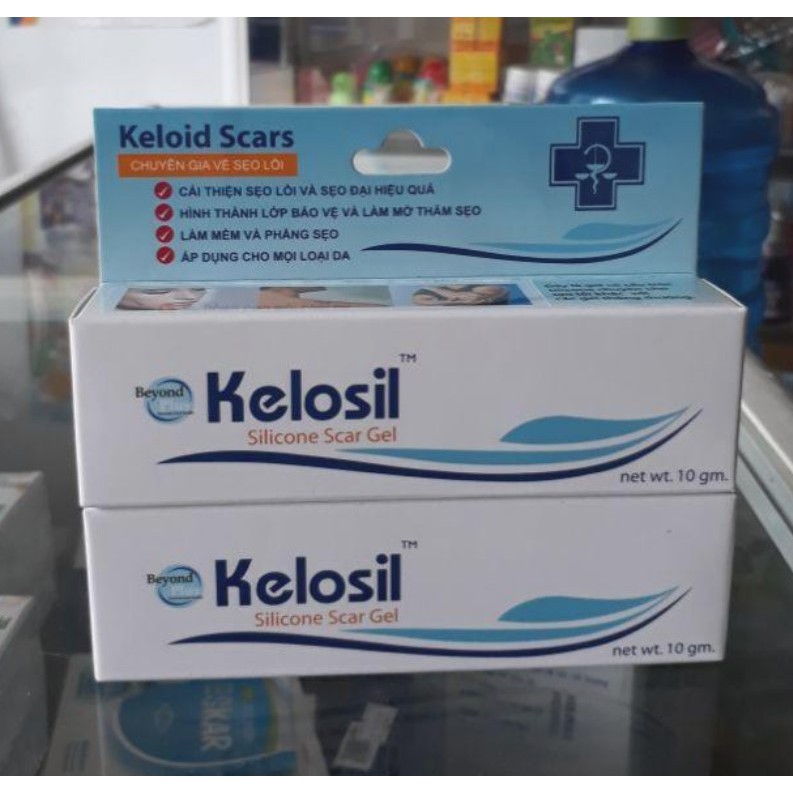 Keloid Scars
CHUYÊN GIA VỀ SẸO LỒI
CẢI THIỆN SẸO LỒI VÀ SẸO ĐẠI HIỆU QUẢ
HÌNH THÀNH LỚP BẢO VỆ VÀ LÀM MỜ THÂM SẸO
LÀM MỀM VÀ PHẲNG SẸO
ÁP DỤNG CHO MỌI LOẠI DA
Beyond
Plus
Kelosil™
Silicone Scar Gel
net wt. 10 gm.
Beyond
Plus
Kelosil™
Silicone Scar Gel
net wt. 10 gm.